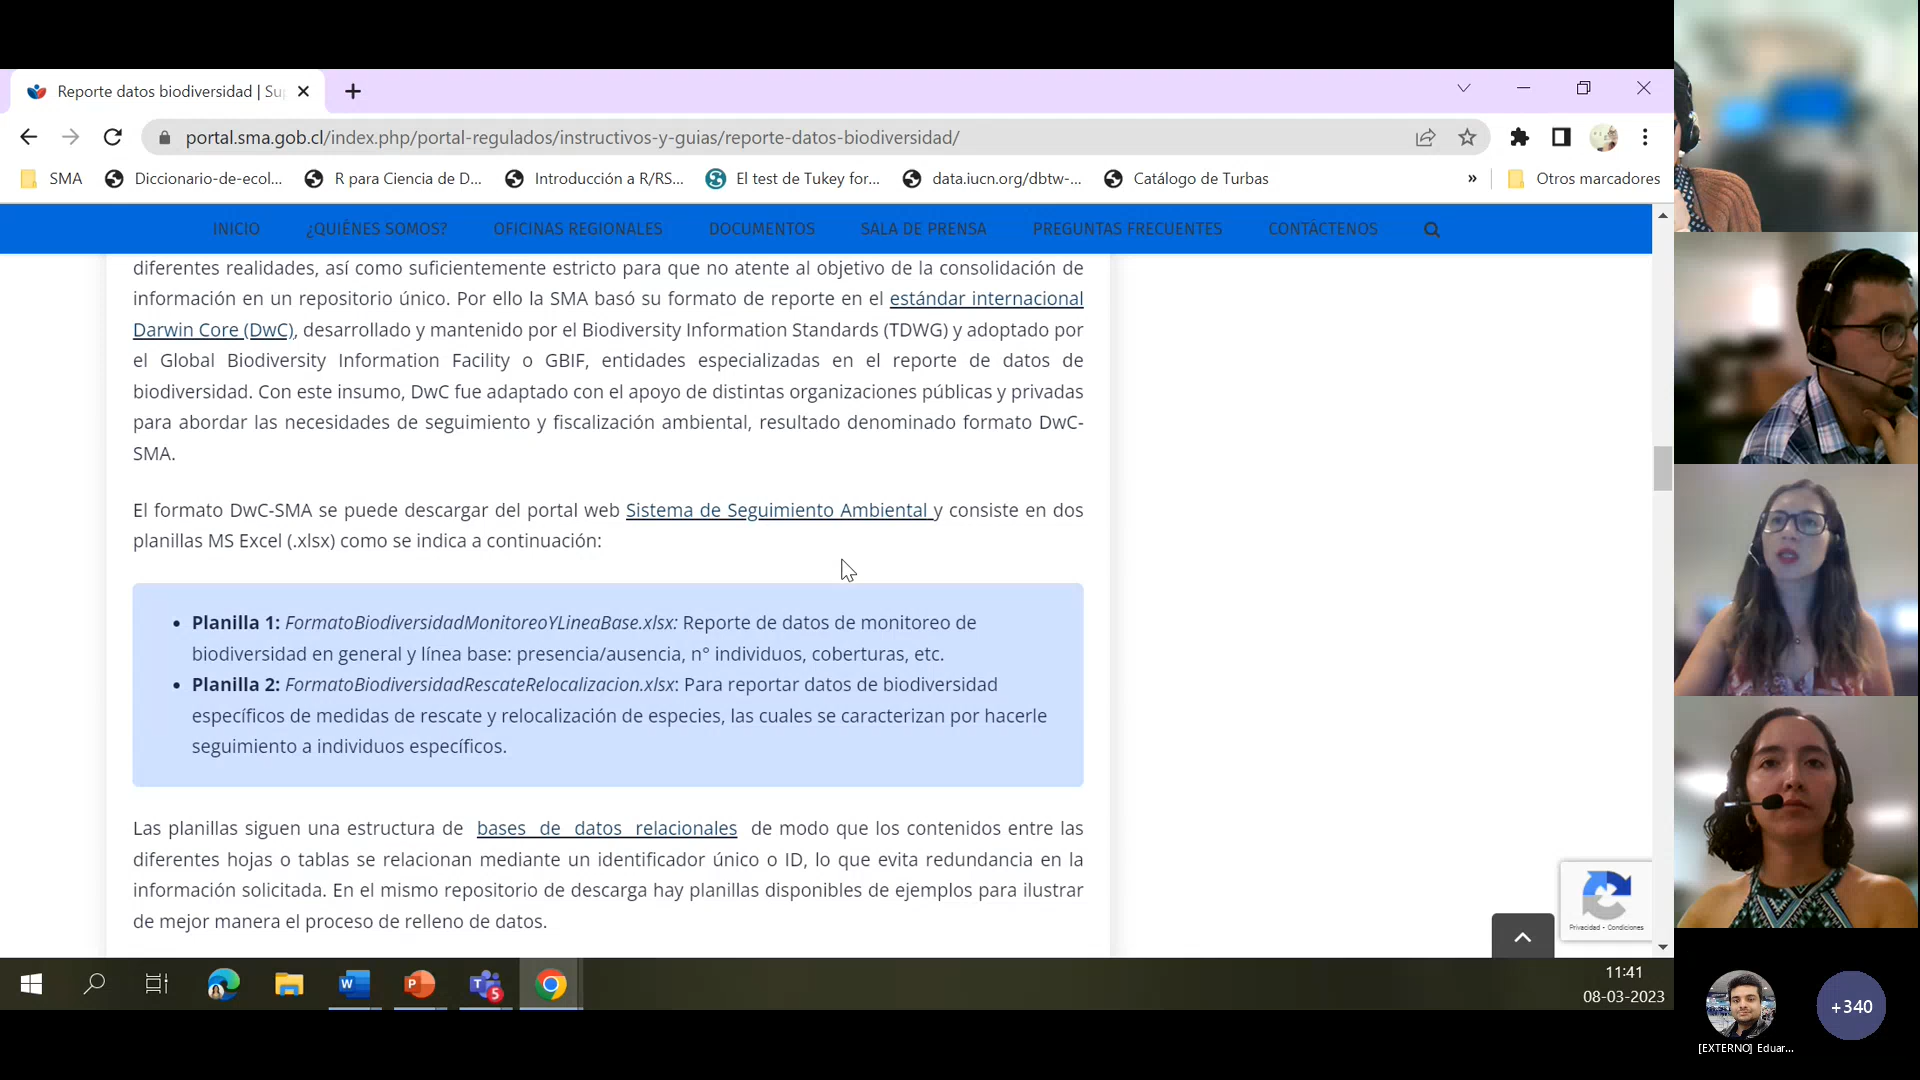 Reporte datos biodiversidad | Su
portal.sma.gob.cl/index.php/portal-regulados/instructivos-y-guias/reporte-datos-biodiversidad/
SMA
Diccionario-de-ecol...
R para Ciencia de D...
Introducción a R/RS...
El test de Tukey for...
data.iucn.org/dbtw-...
Catálogo de Turbas
»
Otros marcadores
INICIO
¿QUIÉNES SOMOS?
OFICINAS REGIONALES
DOCUMENTOS
SALA DE PRENSA
PREGUNTAS FRECUENTES
CONTÁCTENOS
diferentes realidades, así como suficientemente estricto para que no atente al objetivo de la consolidación de
información en un repositorio único. Por ello la SMA basó su formato de reporte en el estándar internacional
Darwin Core (DwC), desarrollado y mantenido por el Biodiversity Information Standards (TDWG) y adoptado por
el Global Biodiversity Information Facility o GBIF, entidades especializadas en el reporte de datos de
biodiversidad. Con este insumo, DwC fue adaptado con el apoyo de distintas organizaciones públicas y privadas
para abordar las necesidades de seguimiento y fiscalización ambiental, resultado denominado formato DwC-
SMA.
El formato DwC-SMA se puede descargar del portal web Sistema de Seguimiento Ambiental y consiste en dos
planillas MS Excel (.xlsx) como se indica a continuación:
• Planilla 1: FormatoBiodiversidadMonitoreoYLineaBase.xlsx: Reporte de datos de monitoreo de
biodiversidad en general y línea base: presencia/ausencia, n° individuos, coberturas, etc.
• Planilla 2: FormatoBiodiversidadRescateRelocalizacion.xlsx: Para reportar datos de biodiversidad
específicos de medidas de rescate y relocalización de especies, las cuales se caracterizan por hacerle
seguimiento a individuos específicos.
Las planillas siguen una estructura de bases de datos relacionales de modo que los contenidos entre las
diferentes hojas o tablas se relacionan mediante un identificador único o ID, lo que evita redundancia en la
información solicitada. En el mismo repositorio de descarga hay planillas disponibles de ejemplos para ilustrar
de mejor manera el proceso de relleno de datos.
Privacidad - Condiciones
W
P
T
5
11:41
08-03-2023
[EXTERNO] Eduar...
+340